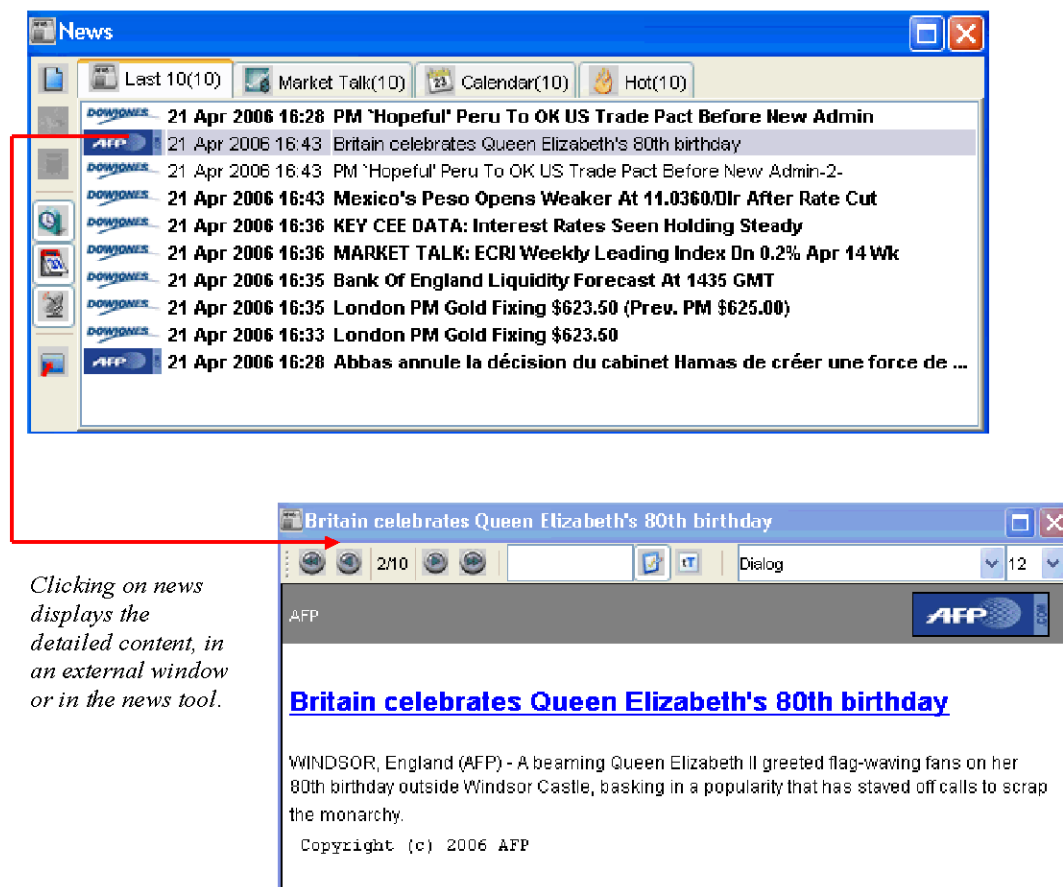 News
Last 10(10) Market Talk(10) 23 Calendar(10) Hot(10)
DOWJONES 21 Apr 2006 16:28 PM `Hopeful' Peru To OK US Trade Pact Before New Admin
AFP 21 Apr 2006 16:43 Britain celebrates Queen Elizabeth's 80th birthday
DOWJONES 21 Apr 2006 16:43 PM `Hopeful' Peru To OK US Trade Pact Before New Admin-2-
DOWJONES 21 Apr 2006 16:43 Mexico's Peso Opens Weaker At 11.0360/Dlr After Rate Cut
DOWJONES 21 Apr 2006 16:36 KEY CEE DATA: Interest Rates Seen Holding Steady
DOWJONES 21 Apr 2006 16:36 MARKET TALK: ECRI Weekly Leading Index Dn 0.2% Apr 14 Wk
DOWJONES 21 Apr 2006 16:35 Bank Of England Liquidity Forecast At 1435 GMT
DOWJONES 21 Apr 2006 16:35 London PM Gold Fixing $623.50 (Prev. PM $625.00)
DOWJONES 21 Apr 2006 16:33 London PM Gold Fixing $623.50
AFP 21 Apr 2006 16:28 Abbas annule la décision du cabinet Hamas de créer une force de ...
Clicking on news
displays the
detailed content, in
an external window
or in the news tool.
Britain celebrates Queen Elizabeth's 80th birthday
2/10 tT Dialog 12
AFP AFP .COM
Britain celebrates Queen Elizabeth's 80th birthday
WINDSOR, England (AFP) - A beaming Queen Elizabeth II greeted flag-waving fans on her
80th birthday outside Windsor Castle, basking in a popularity that has staved off calls to scrap
the monarchy.
Copyright (c) 2006 AFP